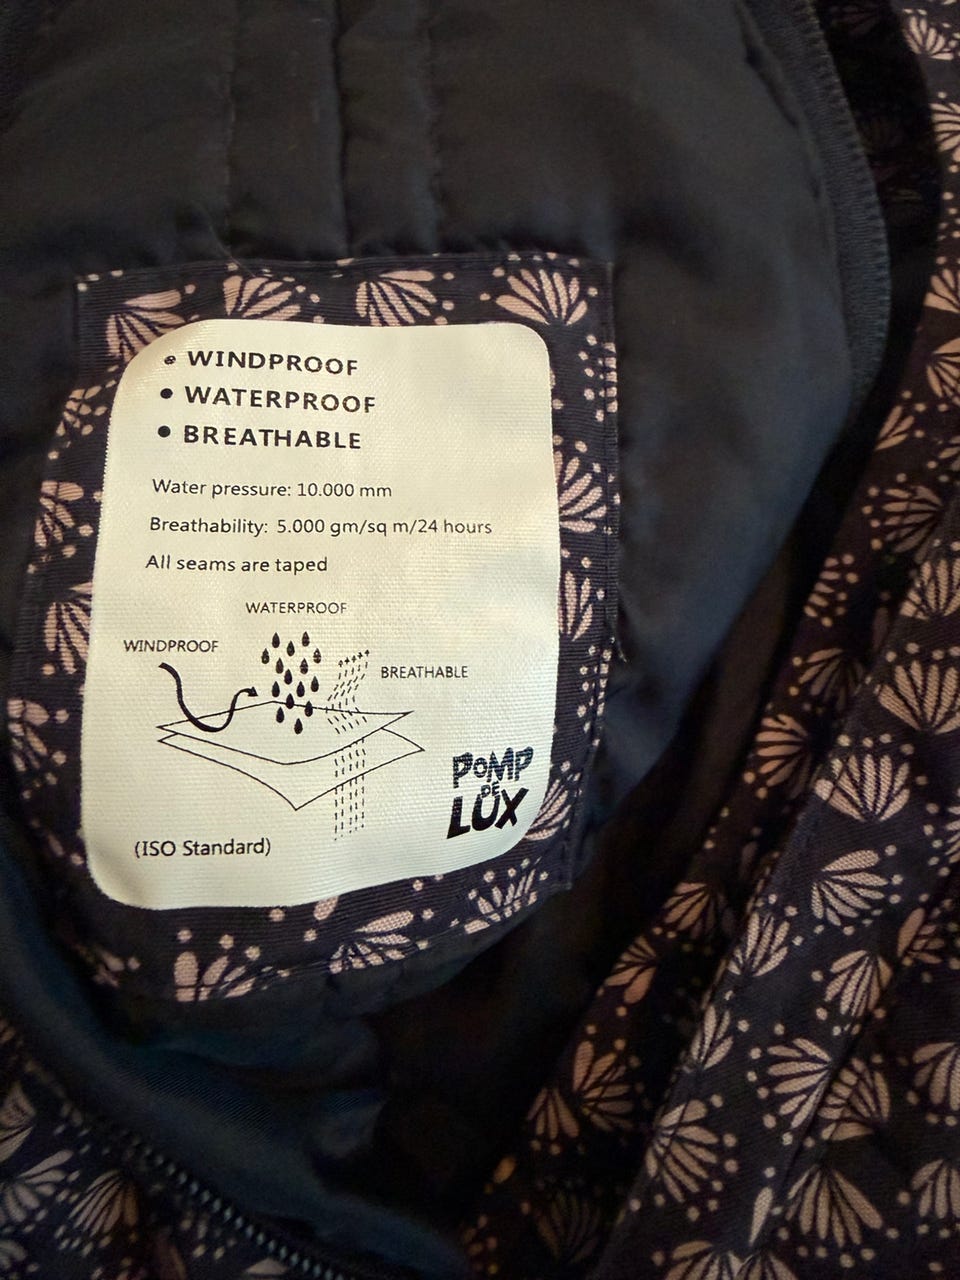 • WINDPROOF
• WATERPROOF
• BREATHABLE
Water pressure: 10.000 mm
Breathability: 5.000 gm/sq m/24 hours
All seams are taped
WATERPROOF
WINDPROOF
BREATHABLE
POMP
DE
LUX
(ISO Standard)